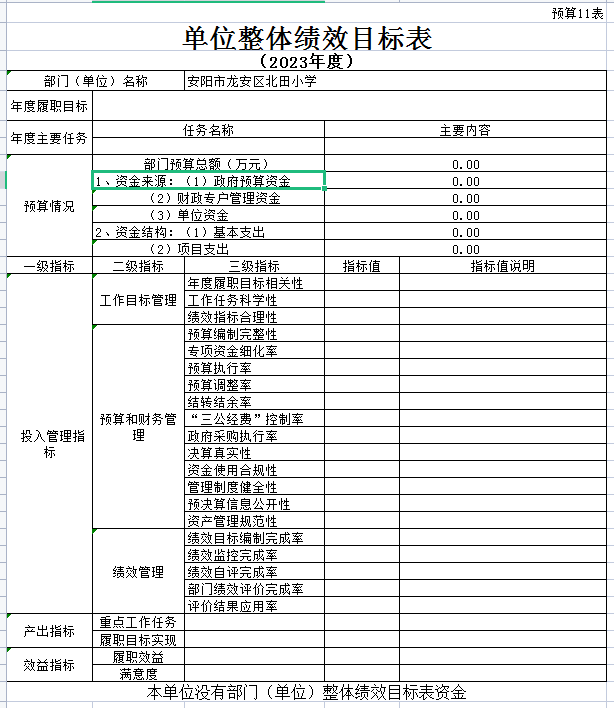 预算11表
单位整体绩效目标表
（2023年度）
部门（单位）名称 安阳市龙安区北田小学
年度履职目标
年度主要任务 任务名称 主要内容
预算情况
部门预算总额（万元） 0.00
1、资金来源：（1）政府预算资金 0.00
（2）财政专户管理资金 0.00
（3）单位资金 0.00
2、资金结构：（1）基本支出 0.00
（2）项目支出 0.00
一级指标 二级指标 三级指标 指标值 指标值说明
投入管理指标
工作目标管理
年度履职目标相关性
工作任务科学性
绩效指标合理性
预算和财务管理
预算编制完整性
专项资金细化率
预算执行率
预算调整率
结转结余率
“三公经费”控制率
政府采购执行率
决算真实性
资金使用合规性
管理制度健全性
预决算信息公开性
资产管理规范性
绩效管理
绩效目标编制完成率
绩效监控完成率
绩效自评完成率
部门绩效评价完成率
评价结果应用率
产出指标
重点工作任务
履职目标实现
效益指标
履职效益
满意度
本单位没有部门（单位）整体绩效目标表资金